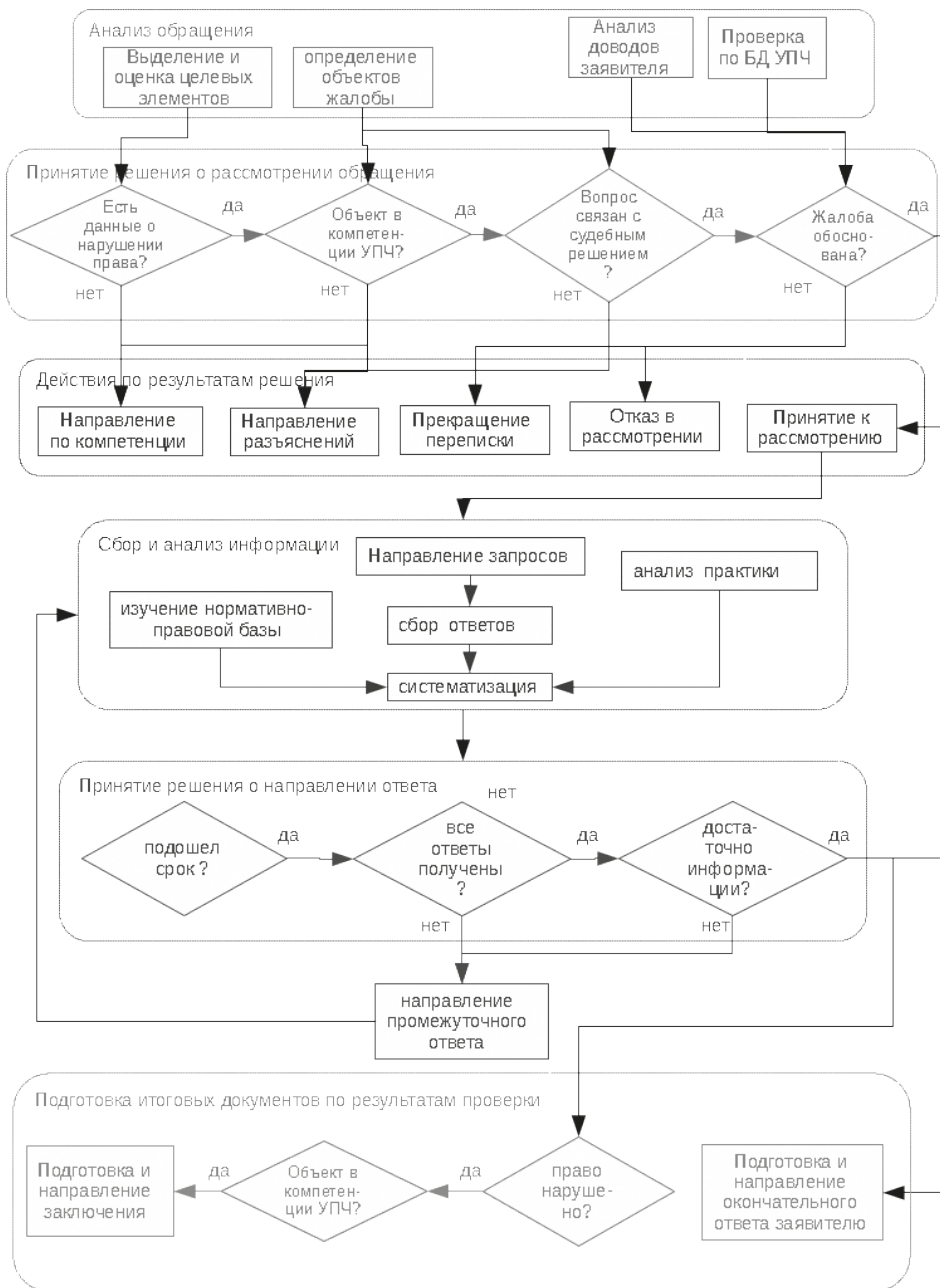 Анализ обращения
Выделение и
оценка целевых
элементов
определение
объектов
жалобы
Анализ
доводов
заявителя
Проверка
по БД УПЧ
Принятие решения о рассмотрении обращения
Есть
данные о
нарушении
права?
да
нет
Объект в
компетен-
ции УПЧ?
да
нет
Вопрос
связан с
судебным
решением
?
да
нет
Жалоба
обосно-
вана?
да
нет
Действия по результатам решения
Направление
по компетенции
Направление
разъяснений
Прекращение
переписки
Отказ в
рассмотрении
Принятие к
рассмотрению
Сбор и анализ информации
Направление запросов
анализ практики
изучение нормативно-
правовой базы
сбор ответов
систематизация
Принятие решения о направлении ответа
нет
подошел
срок ?
да
все
ответы
получены
?
да
нет
доста-
точно
информа-
ции?
да
нет
направление
промежуточного
ответа
Подготовка итоговых документов по результатам проверки
Подготовка и
направление
заключения
да
Объект в
компетен-
ции УПЧ?
да
право
наруше-
но?
Подготовка и
направление
окончательного
ответа заявителю